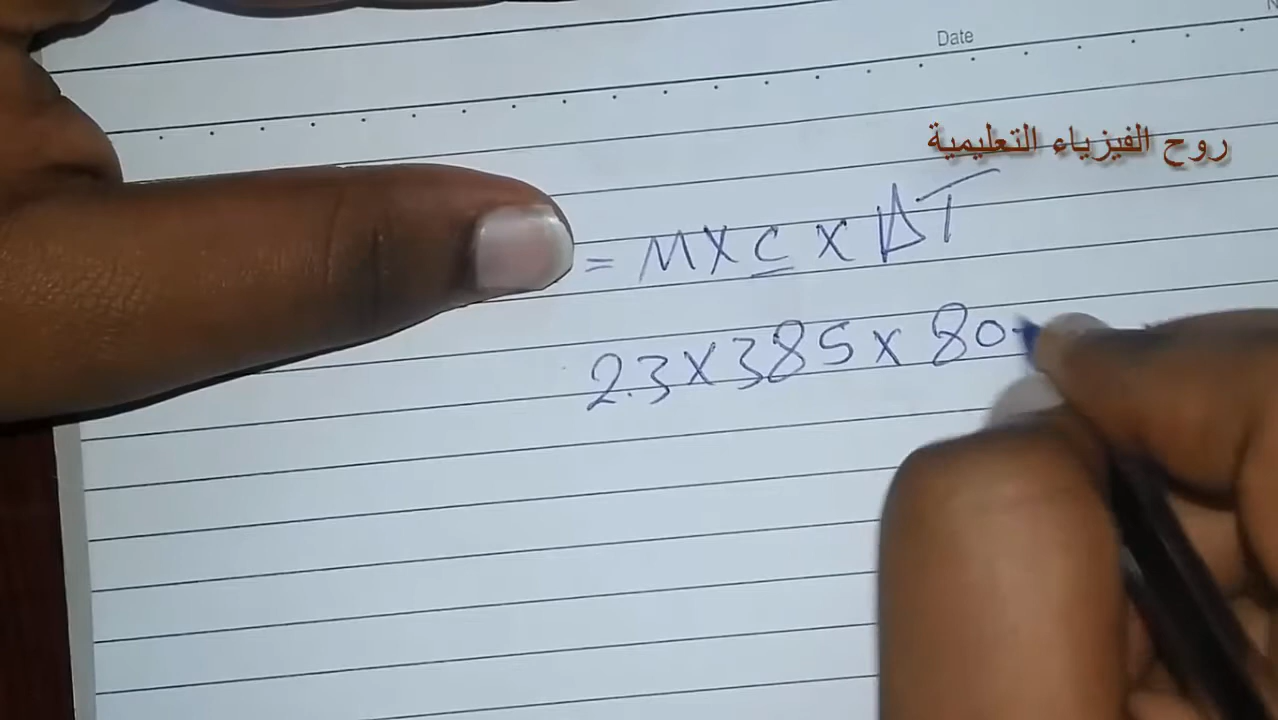 Date
روح الفيزياء التعليمية
= M X C X ΔT
2.3 X 385 X 80